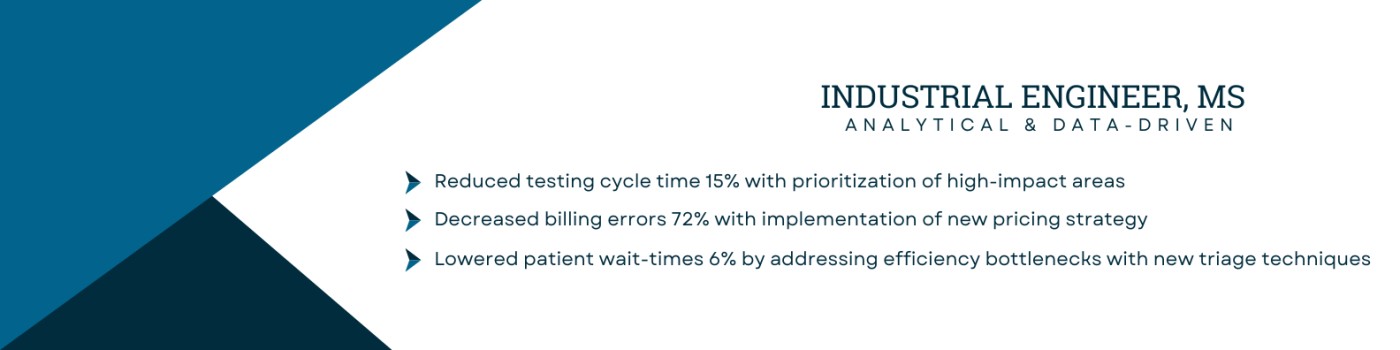 INDUSTRIAL ENGINEER, MS
ANALYTICAL & DATA-DRIVEN
Reduced testing cycle time 15% with prioritization of high-impact areas
Decreased billing errors 72% with implementation of new pricing strategy
Lowered patient wait-times 6% by addressing efficiency bottlenecks with new triage techniques